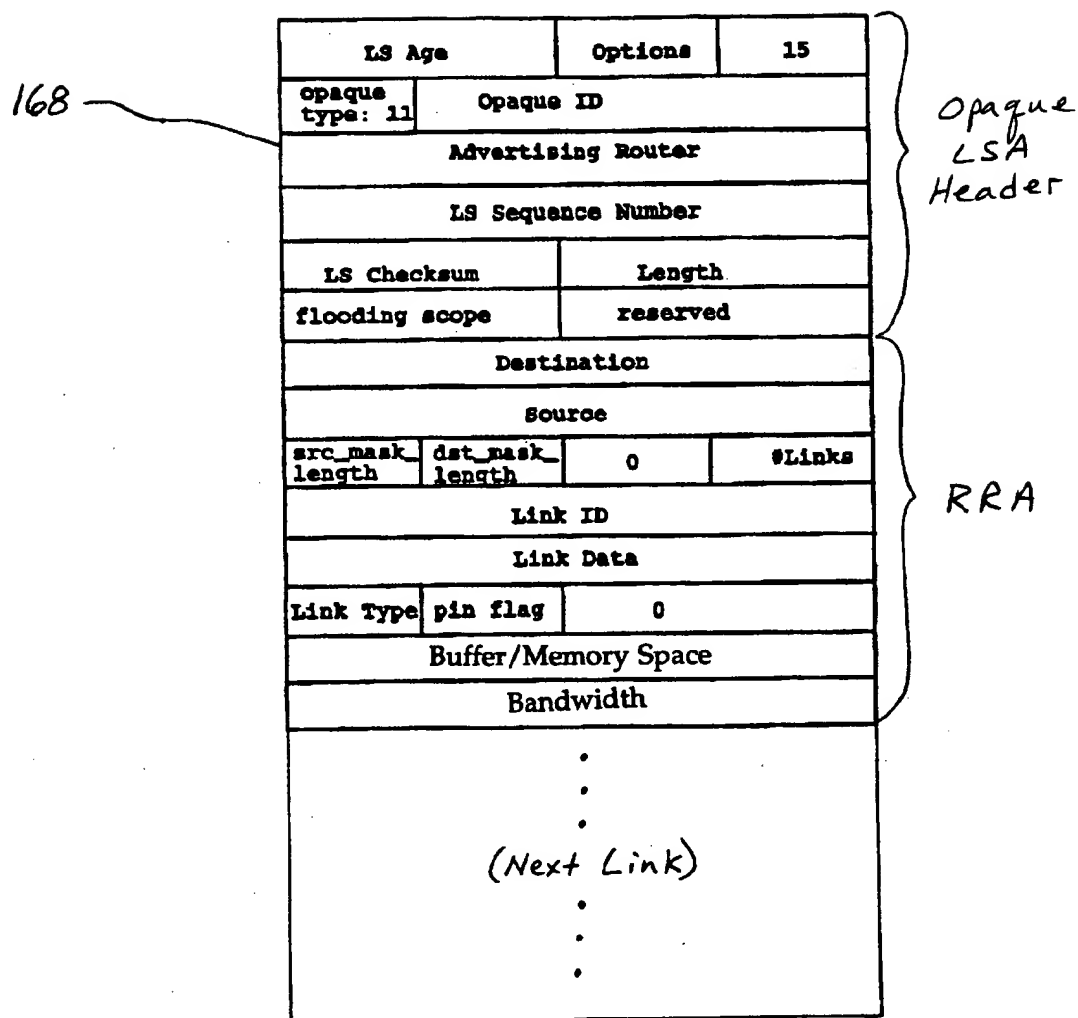 LS Age Options 15
168
opaque type: 11 Opaque ID
Opaque LSA Header
Advertising Router
LS Sequence Number
LS Checksum Length
flooding scope reserved
Destination
Source
src_mask_length dst_mask_length 0 #Links
RRA
Link ID
Link Data
Link Type pin flag 0
Buffer/Memory Space
Bandwidth
(Next Link)